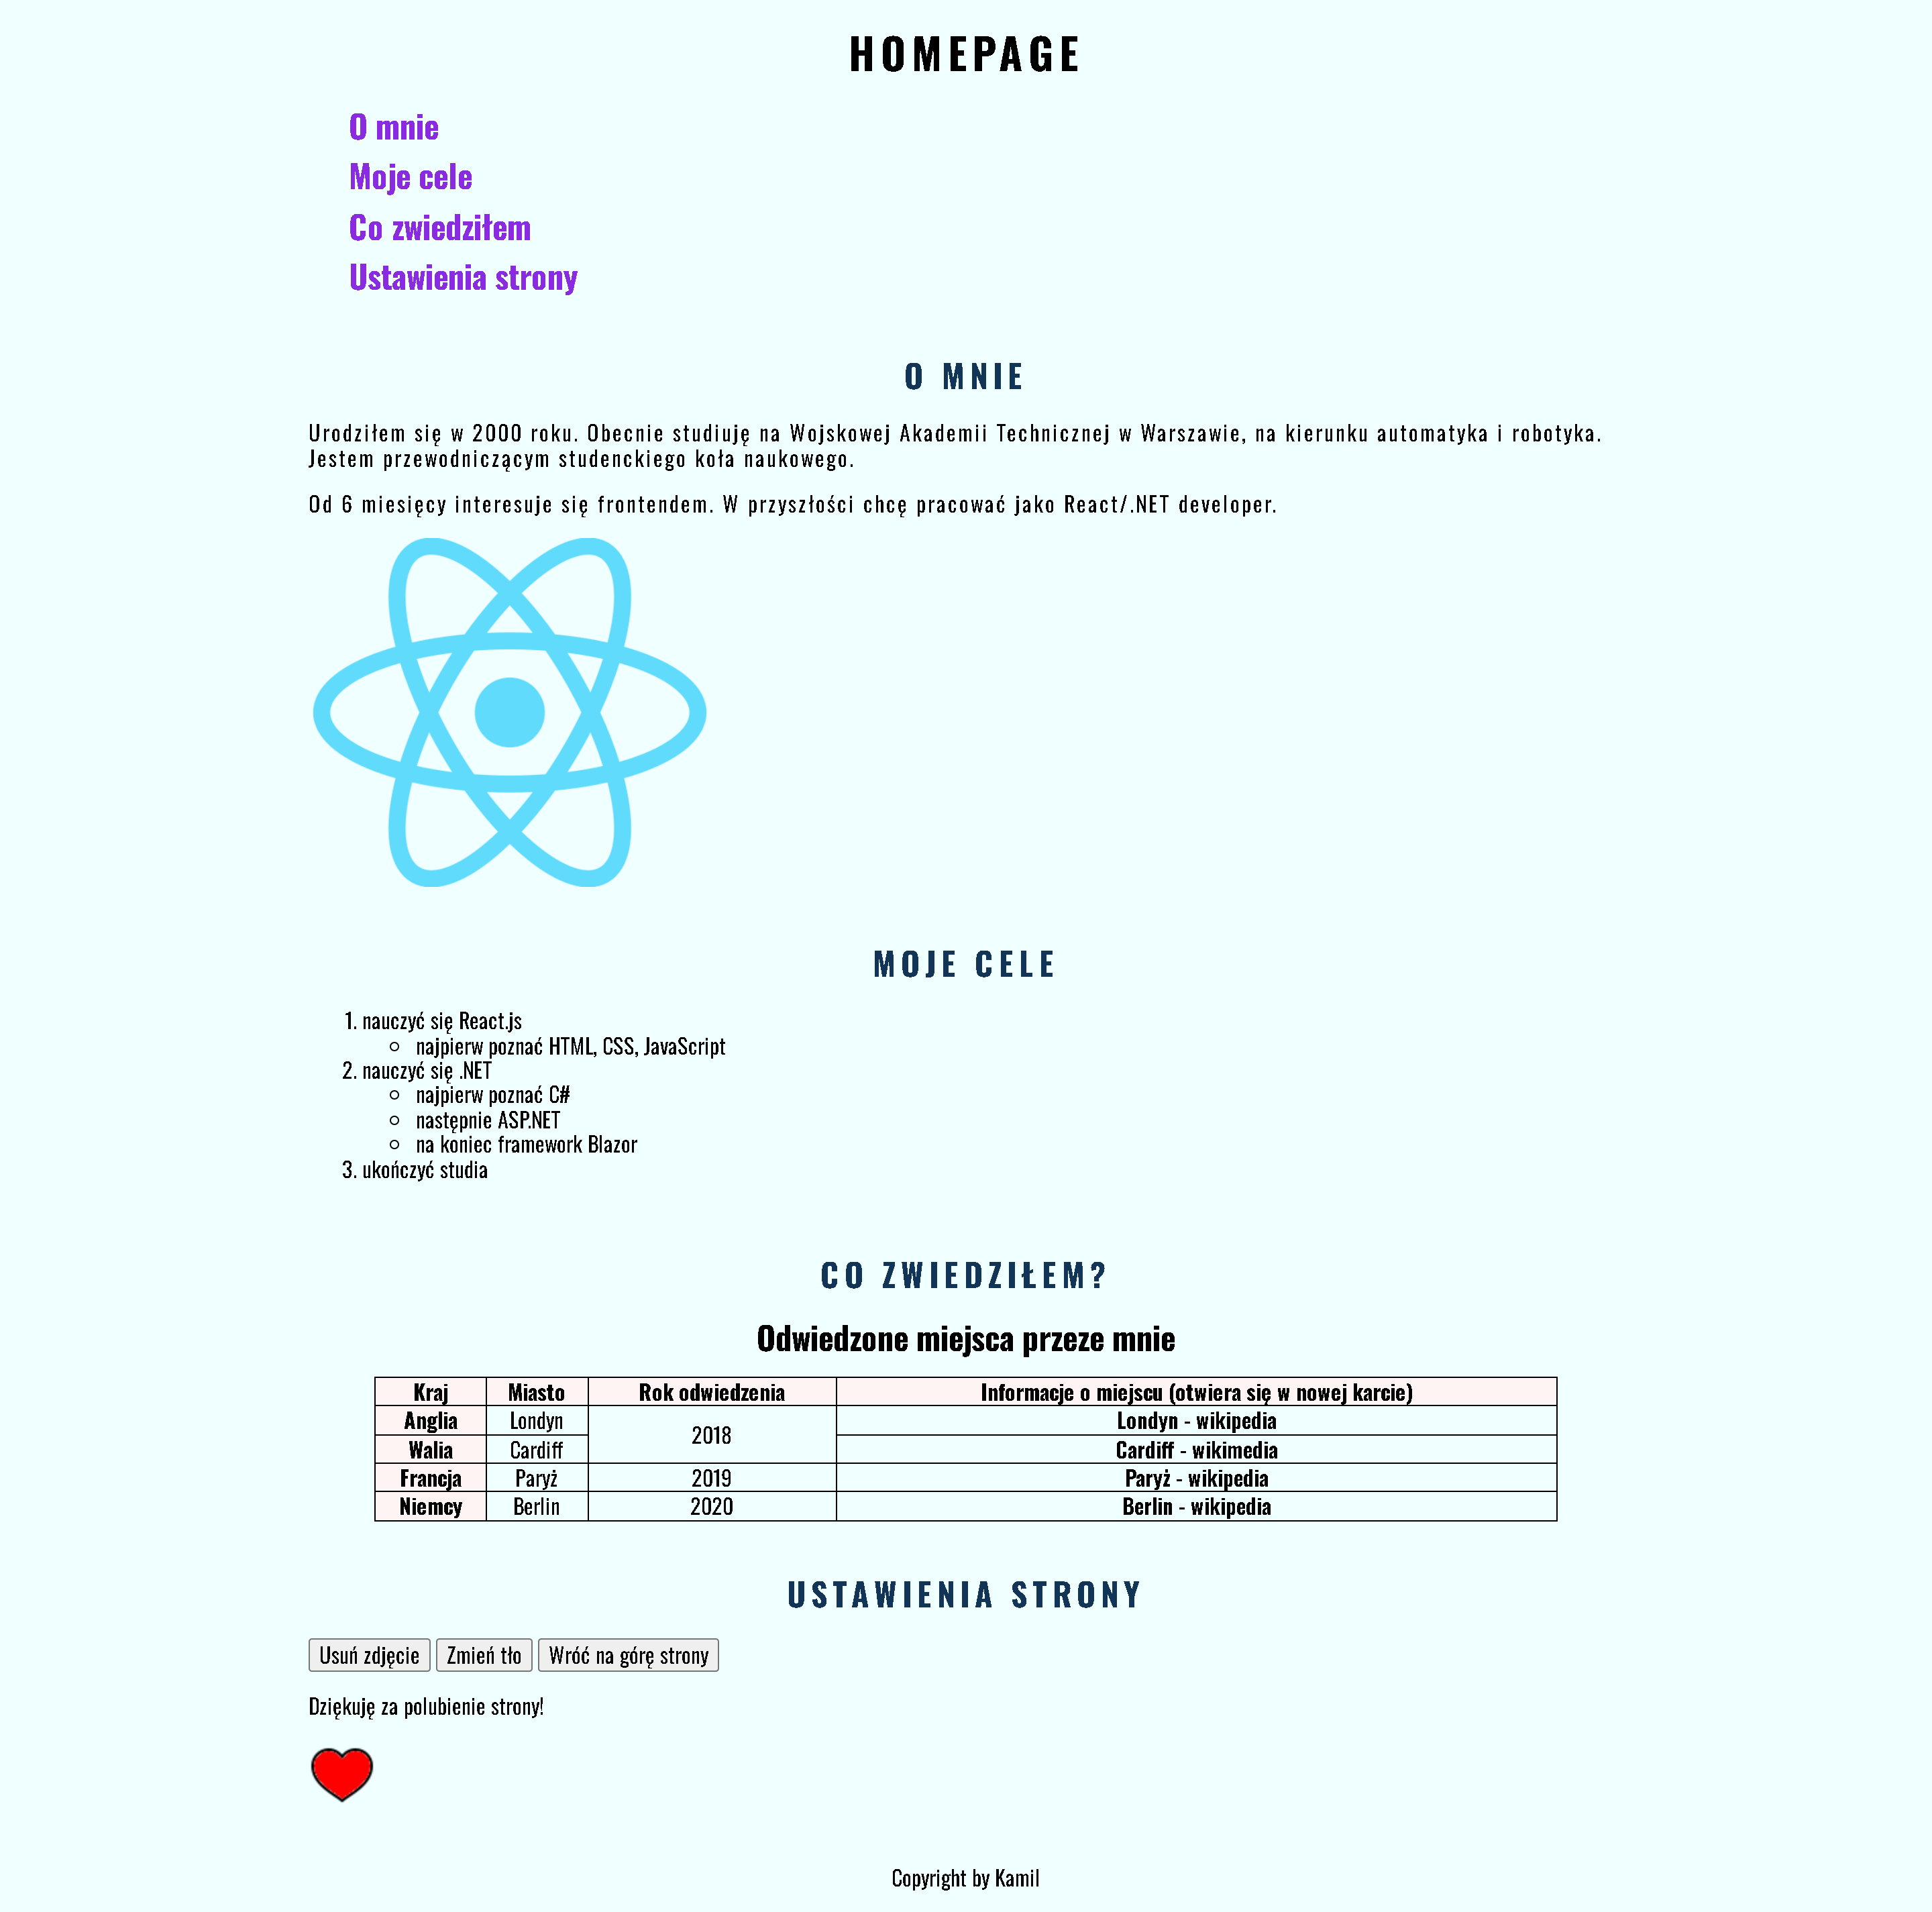 HOMEPAGE
O mnie
Moje cele
Co zwiedziłem
Ustawienia strony
O MNIE
Urodziłem się w 2000 roku. Obecnie studiuję na Wojskowej Akademii Technicznej w Warszawie, na kierunku automatyka i robotyka.
Jestem przewodniczącym studenckiego koła naukowego.
Od 6 miesięcy interesuje się frontendem. W przyszłości chcę pracować jako React/.NET developer.
MOJE CELE
1. nauczyć się React.js
najpierw poznać HTML, CSS, JavaScript
2. nauczyć się .NET
najpierw poznać C#
następnie ASP.NET
na koniec framework Blazor
3. ukończyć studia
CO ZWIEDZIŁEM?
Odwiedzone miejsca przeze mnie
Kraj Miasto Rok odwiedzenia Informacje o miejscu (otwiera się w nowej karcie)
Anglia Londyn 2018 Londyn - wikipedia
Walia Cardiff Cardiff - wikimedia
Francja Paryż 2019 Paryż - wikipedia
Niemcy Berlin 2020 Berlin - wikipedia
USTAWIENIA STRONY
Usuń zdjęcie Zmień tło Wróć na górę strony
Dziękuję za polubienie strony!
Copyright by Kamil